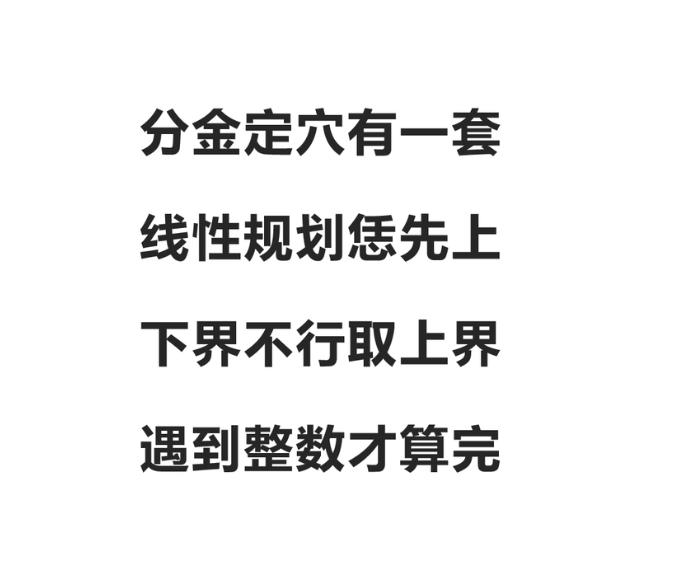 分金定穴有一套
线性规划恁先上
下界不行取上界
遇到整数才算完